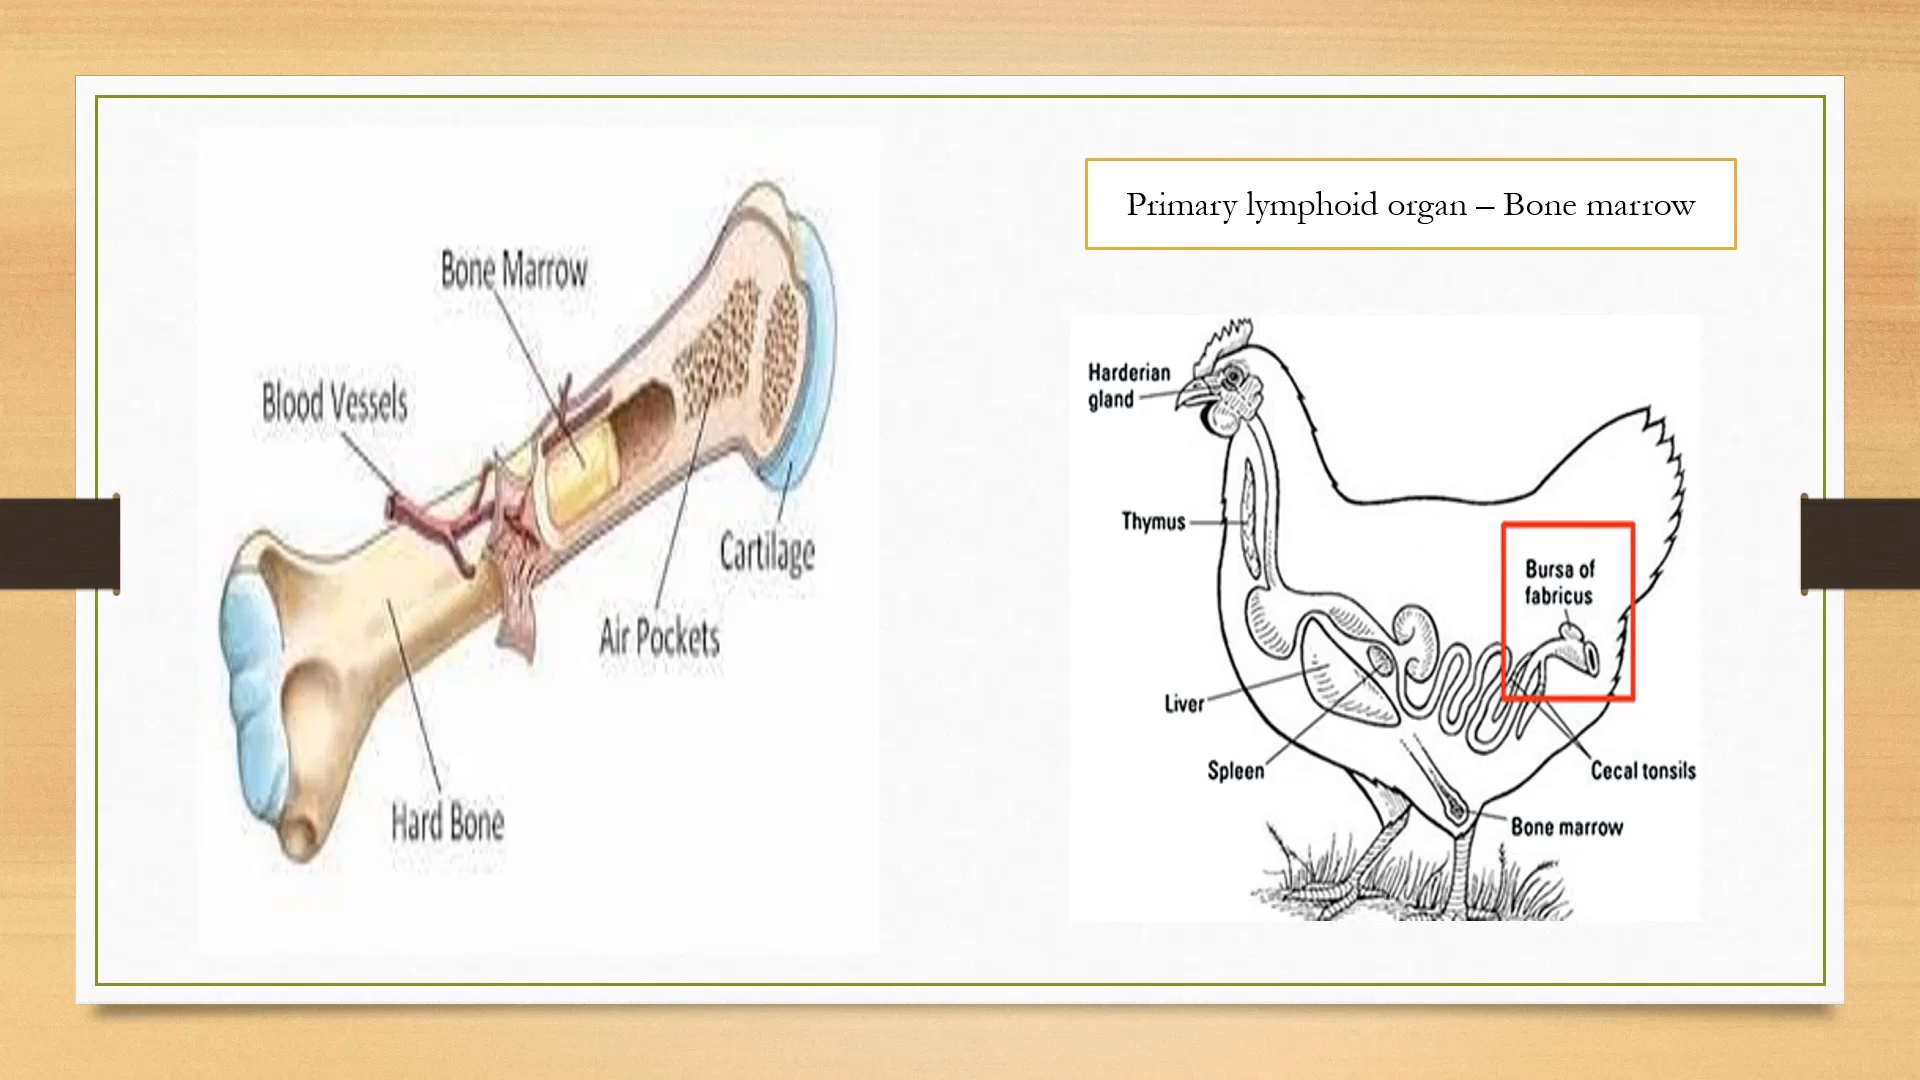 Primary lymphoid organ – Bone marrow
Bone Marrow
Blood Vessels
Cartilage
Air Pockets
Hard Bone
Harderian
gland
Thymus
Bursa of
fabricus
Liver
Spleen
Cecal tonsils
Bone marrow